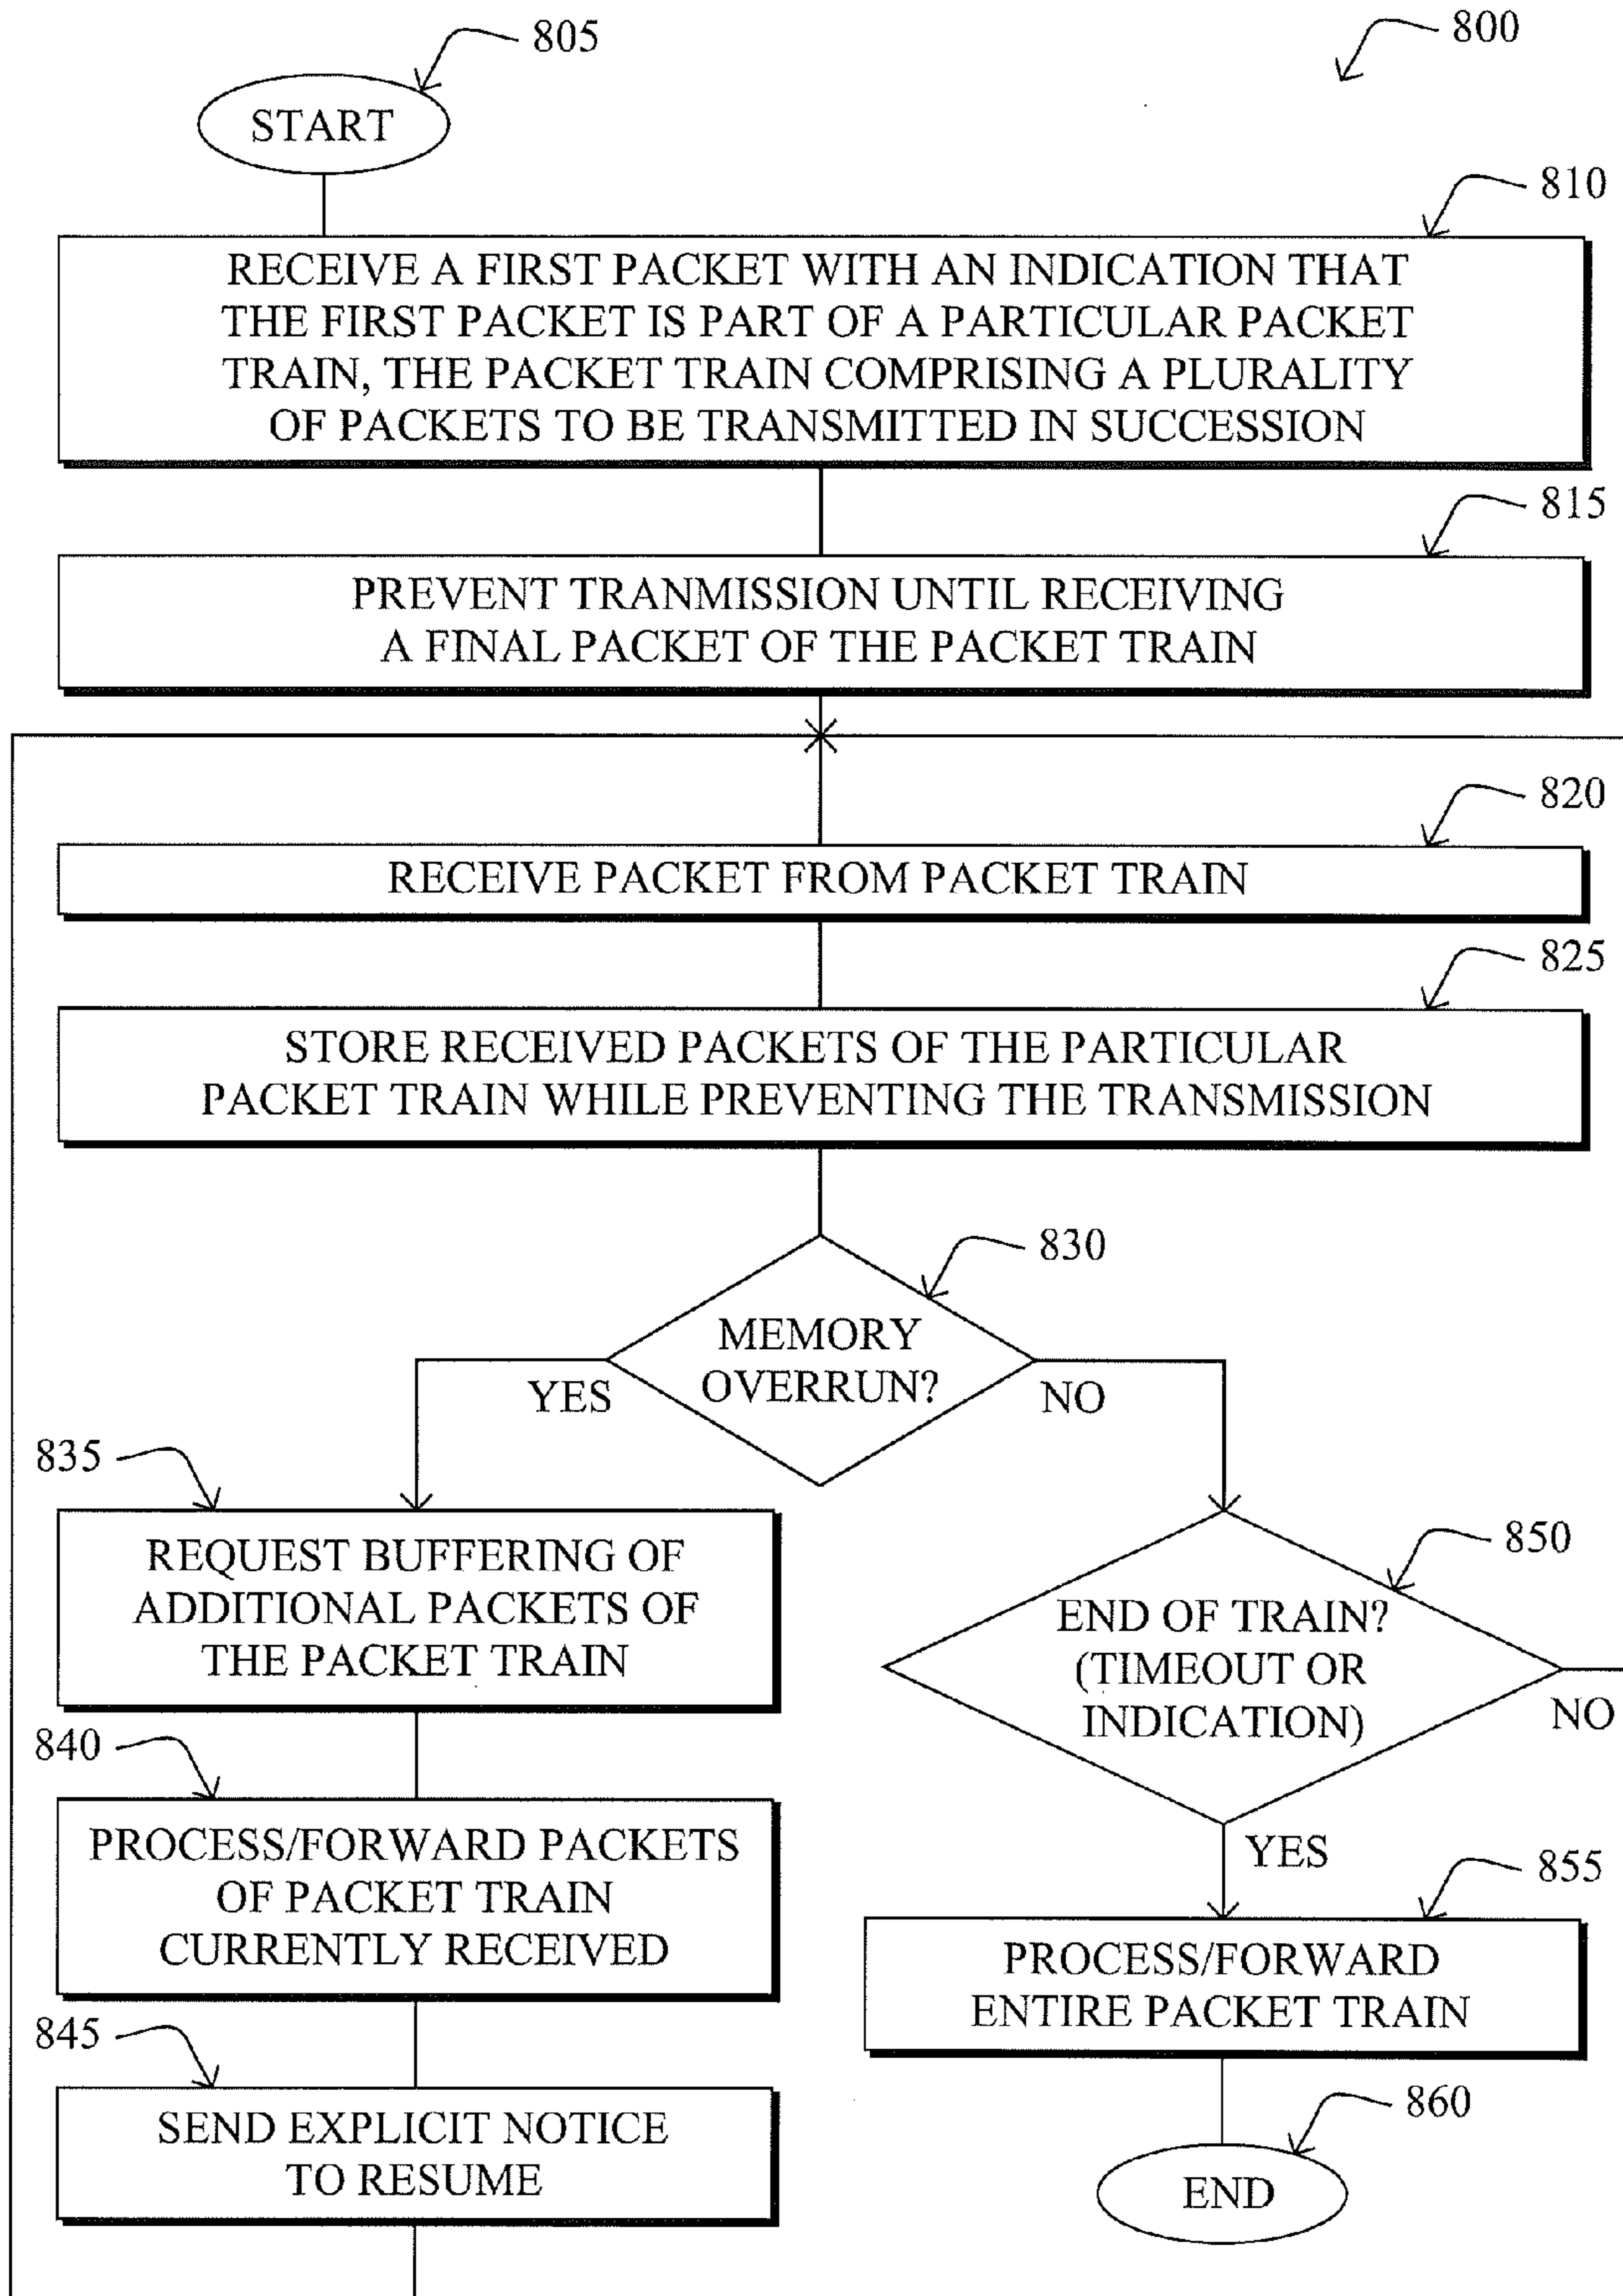 805
800
START
810
RECEIVE A FIRST PACKET WITH AN INDICATION THAT
THE FIRST PACKET IS PART OF A PARTICULAR PACKET
TRAIN, THE PACKET TRAIN COMPRISING A PLURALITY
OF PACKETS TO BE TRANSMITTED IN SUCCESSION
815
PREVENT TRANMISSION UNTIL RECEIVING
A FINAL PACKET OF THE PACKET TRAIN
820
RECEIVE PACKET FROM PACKET TRAIN
825
STORE RECEIVED PACKETS OF THE PARTICULAR
PACKET TRAIN WHILE PREVENTING THE TRANSMISSION
830
MEMORY
OVERRUN?
YES
NO
835
REQUEST BUFFERING OF
ADDITIONAL PACKETS OF
THE PACKET TRAIN
850
END OF TRAIN?
(TIMEOUT OR
INDICATION)
NO
YES
840
PROCESS/FORWARD PACKETS
OF PACKET TRAIN
CURRENTLY RECEIVED
855
PROCESS/FORWARD
ENTIRE PACKET TRAIN
845
SEND EXPLICIT NOTICE
TO RESUME
860
END